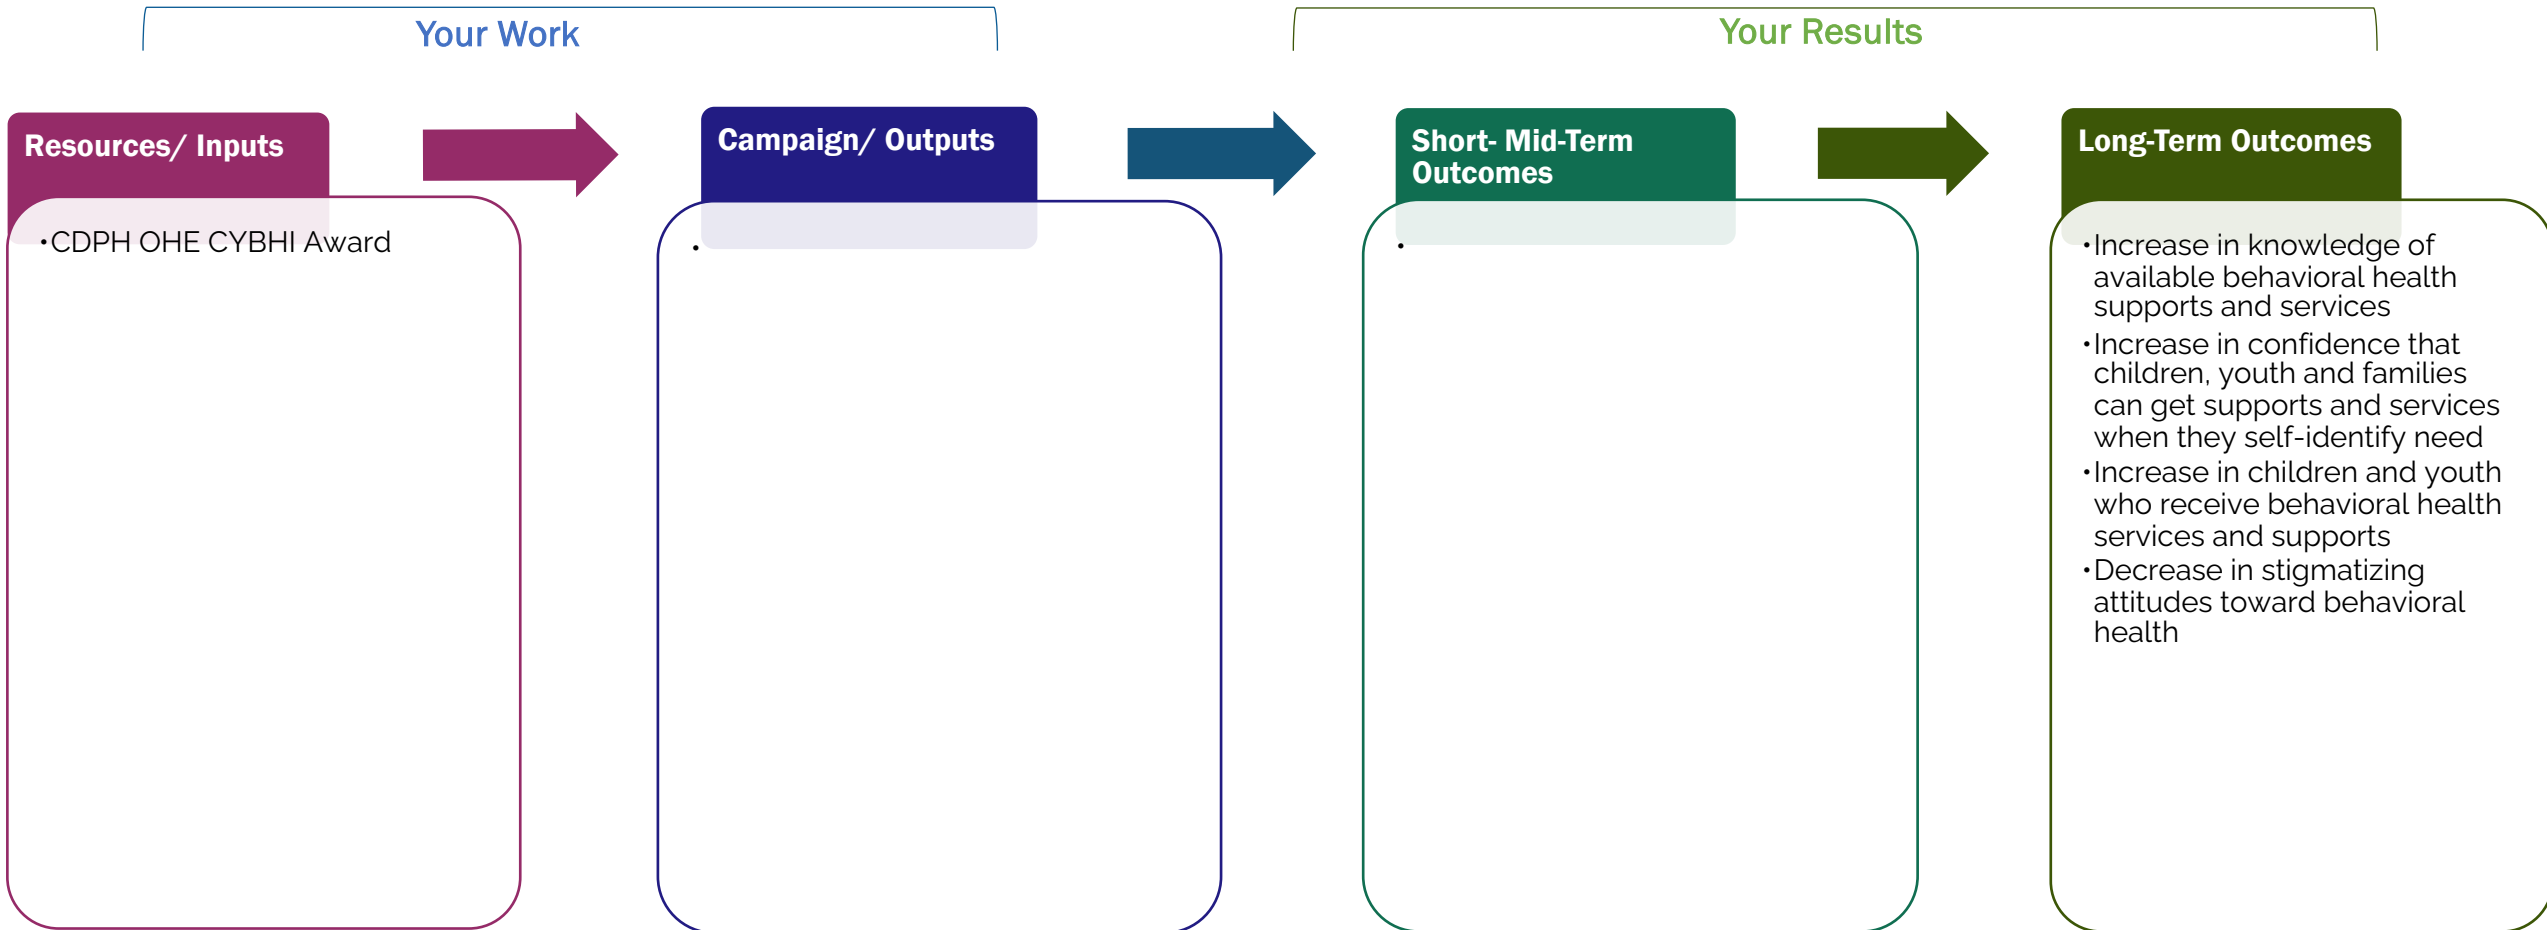 Your Work
Your Results
Resources/ Inputs
•CDPH OHE CYBHI Award
Campaign/ Outputs
•
Short- Mid-Term
Outcomes
•
Long-Term Outcomes
•Increase in knowledge of
available behavioral health
supports and services
•Increase in confidence that
children, youth and families
can get supports and services
when they self-identify need
•Increase in children and youth
who receive behavioral health
services and supports
•Decrease in stigmatizing
attitudes toward behavioral
health